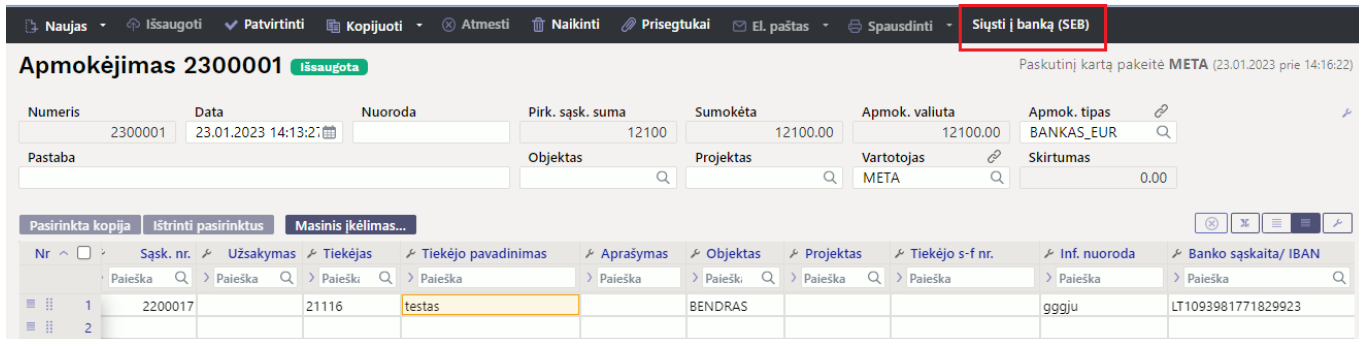 Naujas Išsaugoti Patvirtinti Kopijuoti Atmesti Naikinti Prisegtukai El. paštas Spausdinti Siųsti į banką (SEB)
Apmokėjimas 2300001 Išsaugota Paskutinį kartą pakeitė META (23.01.2023 prie 14:16:22)
Numeris Data Nuoroda Pirk. sąsk. suma Sumokėta Apmok. valiuta Apmok. tipas
2300001 23.01.2023 14:13:27 12100 12100.00 12100.00 BANKAS_EUR
Pastaba Objektas Projektas Vartotojas Skirtumas
META 0.00
Pasirinkta kopija Ištrinti pasirinktus Masinis įkėlimas...
Nr Sąsk. nr. Užsakymas Tiekėjas Tiekėjo pavadinimas Aprašymas Objektas Projektas Tiekėjo s-f nr. Inf. nuoroda Banko sąskaita/ IBAN
Paieška Paieška Paieška Paieška Paieška Paieška Paieška Paieška Paieška Paieška
1 2200017 21116 testas BENDRAS gggju LT1093981771829923
2